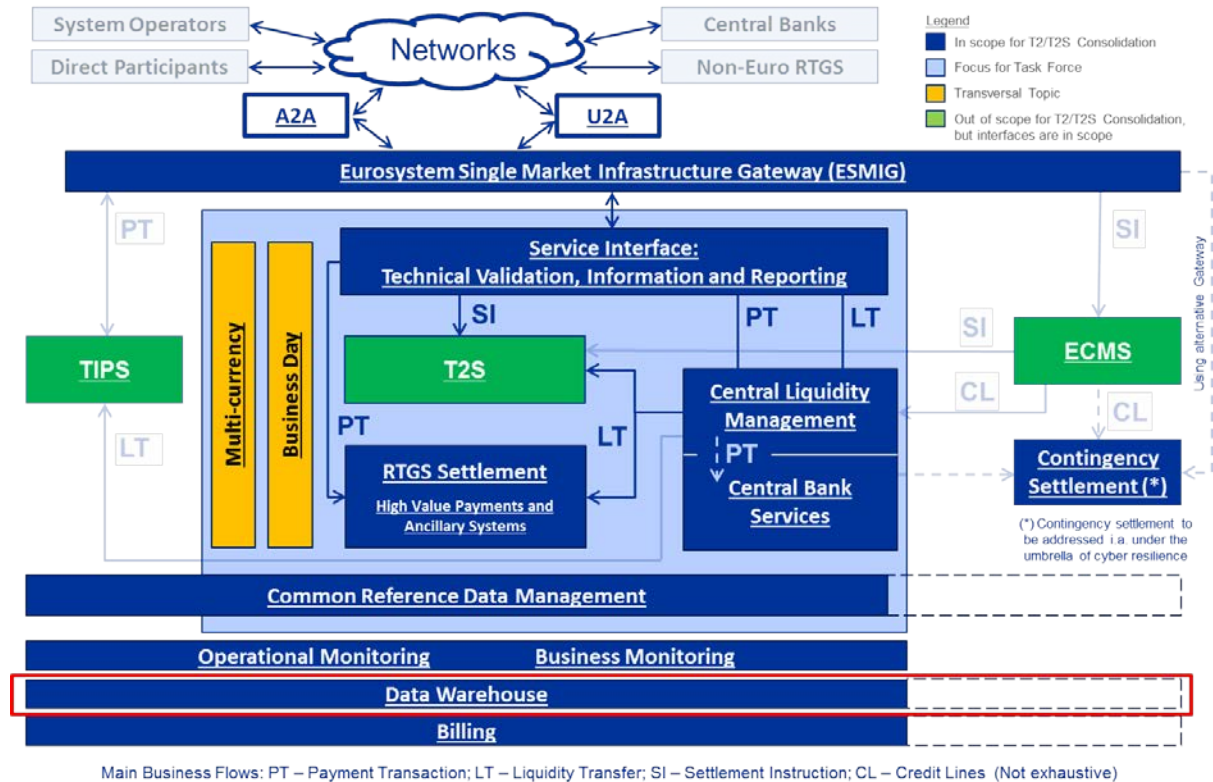 System Operators
Direct Participants
Networks
Central Banks
Non-Euro RTGS
Legend
In scope for T2/T2S Consolidation
Focus for Task Force
Transversal Topic
Out of scope for T2/T2S Consolidation,
but interfaces are in scope
A2A
U2A
Eurosystem Single Market Infrastructure Gateway (ESMIG)
PT
SI
Using alternative Gateway
Service Interface:
Technical Validation, Information and Reporting
Multi-currency
Business Day
SI
PT
LT
TIPS
T2S
SI
ECMS
PT
LT
Central Liquidity
Management
CL
CL
LT
PT
RTGS Settlement
High Value Payments and
Ancillary Systems
Central Bank
Services
Contingency
Settlement (*)
(*) Contingency settlement to
be addressed i.a. under the
umbrella of cyber resilience
Common Reference Data Management
Operational Monitoring
Business Monitoring
Data Warehouse
Billing
Main Business Flows: PT – Payment Transaction; LT – Liquidity Transfer; SI – Settlement Instruction; CL – Credit Lines (Not exhaustive)